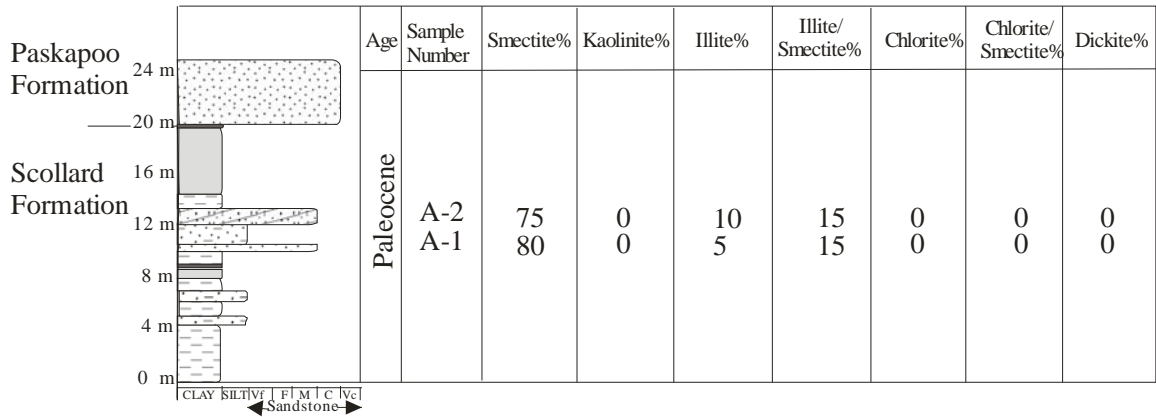 Age Sample Number Smectite% Kaolinite% Illite% Illite/ Smectite% Chlorite% Chlorite/ Smectite% Dickite%
Paskapoo
Formation
24 m
20 m
Scollard
Formation
16 m
12 m
8 m
4 m
0 m
Paleocene
A-2 75 0 10 15 0 0 0
A-1 80 0 5 15 0 0 0
CLAY SILT Vf F M C Vc
Sandstone